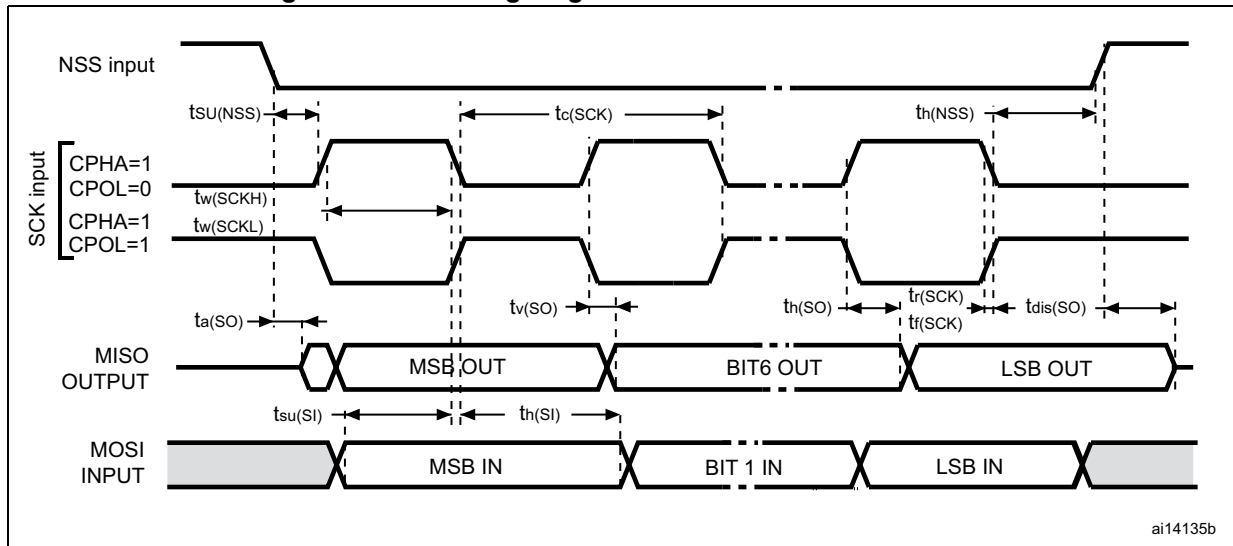 NSS input
tSU(NSS)
tc(SCK)
th(NSS)
SCK input
CPHA=1
CPOL=0
tw(SCKH)
CPHA=1
tw(SCKL)
CPOL=1
ta(SO)
tv(SO)
th(SO)
tr(SCK)
tf(SCK)
tdis(SO)
MISO
OUTPUT
MSB OUT
BIT6 OUT
LSB OUT
tsu(SI)
th(SI)
MOSI
INPUT
MSB IN
BIT 1 IN
LSB IN
ai14135b